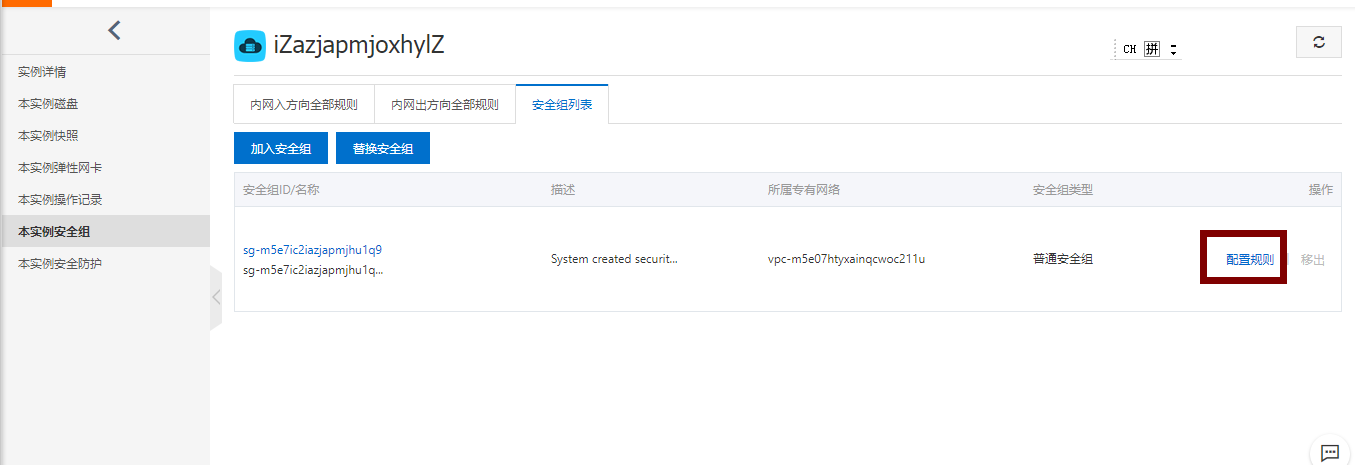 iZazjapmjoxhylZ
CH 拼
实例详情
本实例磁盘
本实例快照
本实例弹性网卡
本实例操作记录
本实例安全组
本实例安全防护
内网入方向全部规则 内网出方向全部规则 安全组列表
加入安全组 替换安全组
安全组ID/名称 描述 所属专有网络 安全组类型 操作
sg-m5e7ic2iazjapmjhu1q9
sg-m5e7ic2iazjapmjhu1q...
System created securit... vpc-m5e07htyxainqcwoc211u 普通安全组 配置规则 移出